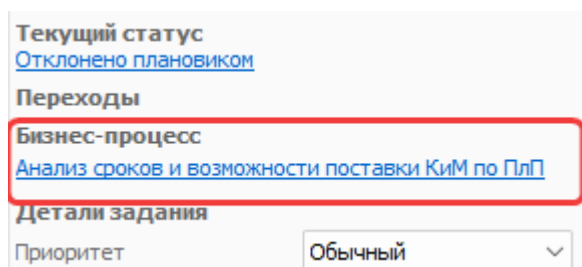 Текущий статус
Отклонено плановиком
Переходы
Бизнес-процесс
Анализ сроков и возможности поставки КиМ по ПлП
Детали задания
Приоритет Обычный